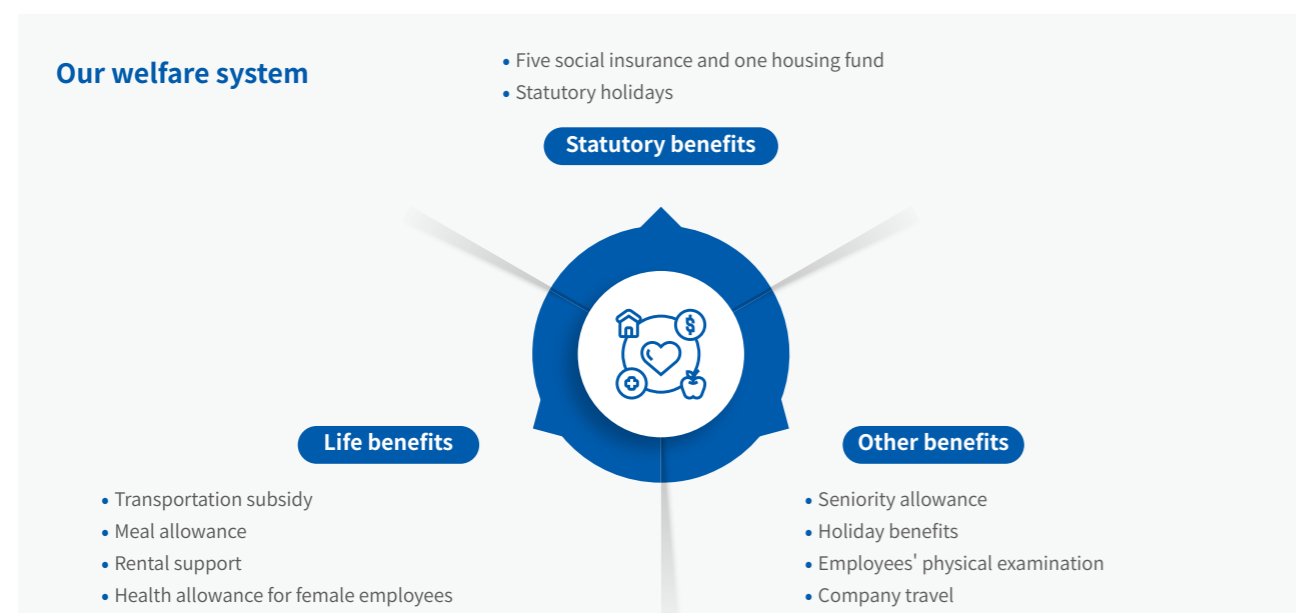 Our welfare system
• Five social insurance and one housing fund
• Statutory holidays
Statutory benefits
$
Life benefits
• Transportation subsidy
• Meal allowance
• Rental support
• Health allowance for female employees
Other benefits
• Seniority allowance
• Holiday benefits
• Employees' physical examination
• Company travel